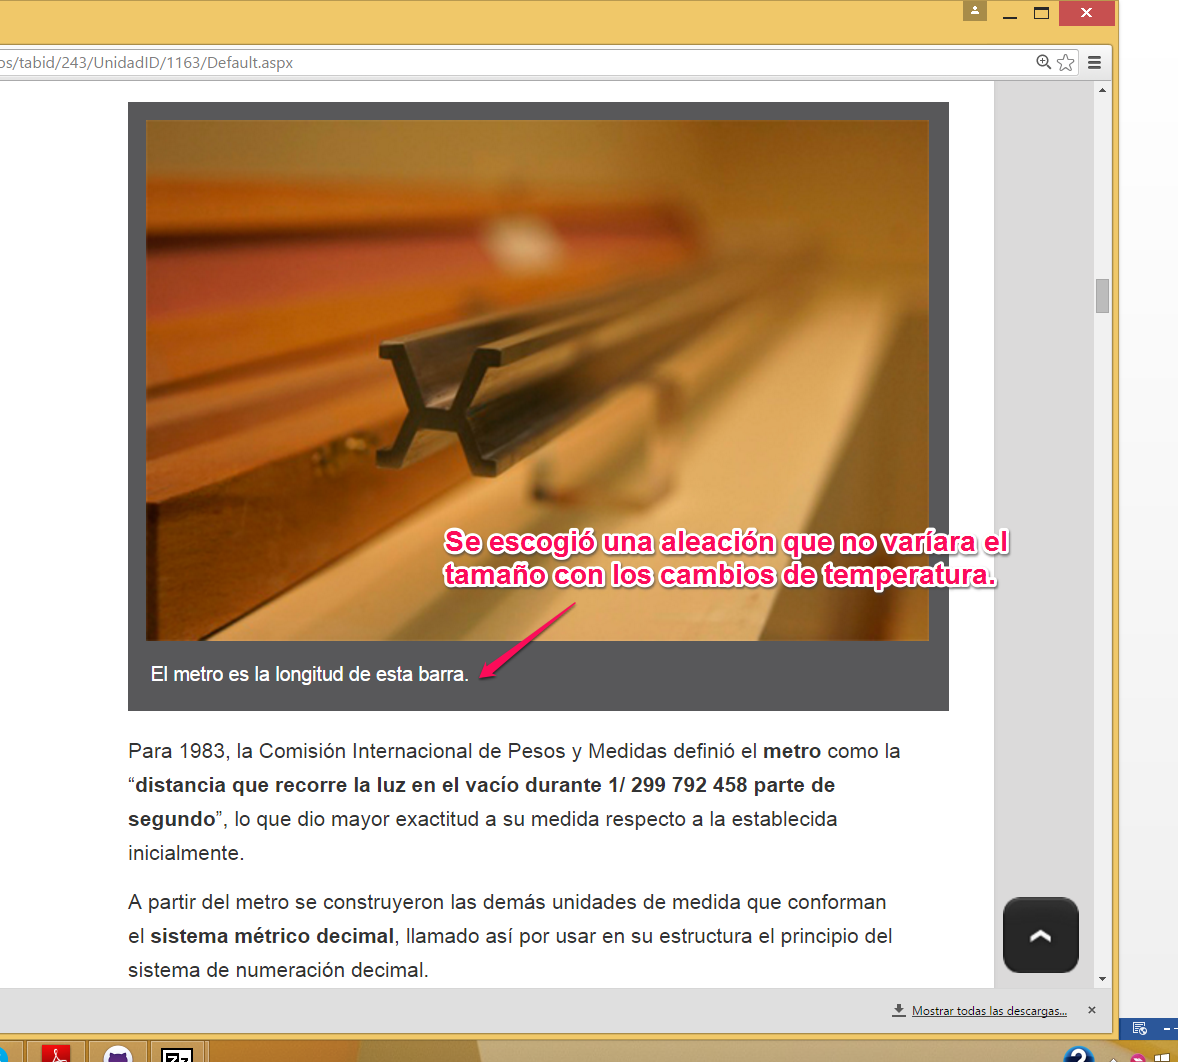 os/tabid/243/UnidadID/1163/Default.aspx
Se escogió una aleación que no varíara el
tamaño con los cambios de temperatura.
El metro es la longitud de esta barra.
Para 1983, la Comisión Internacional de Pesos y Medidas definió el metro como la
“distancia que recorre la luz en el vacío durante 1/ 299 792 458 parte de
segundo”, lo que dio mayor exactitud a su medida respecto a la establecida
inicialmente.
A partir del metro se construyeron las demás unidades de medida que conforman
el sistema métrico decimal, llamado así por usar en su estructura el principio del
sistema de numeración decimal.
Mostrar todas las descargas...